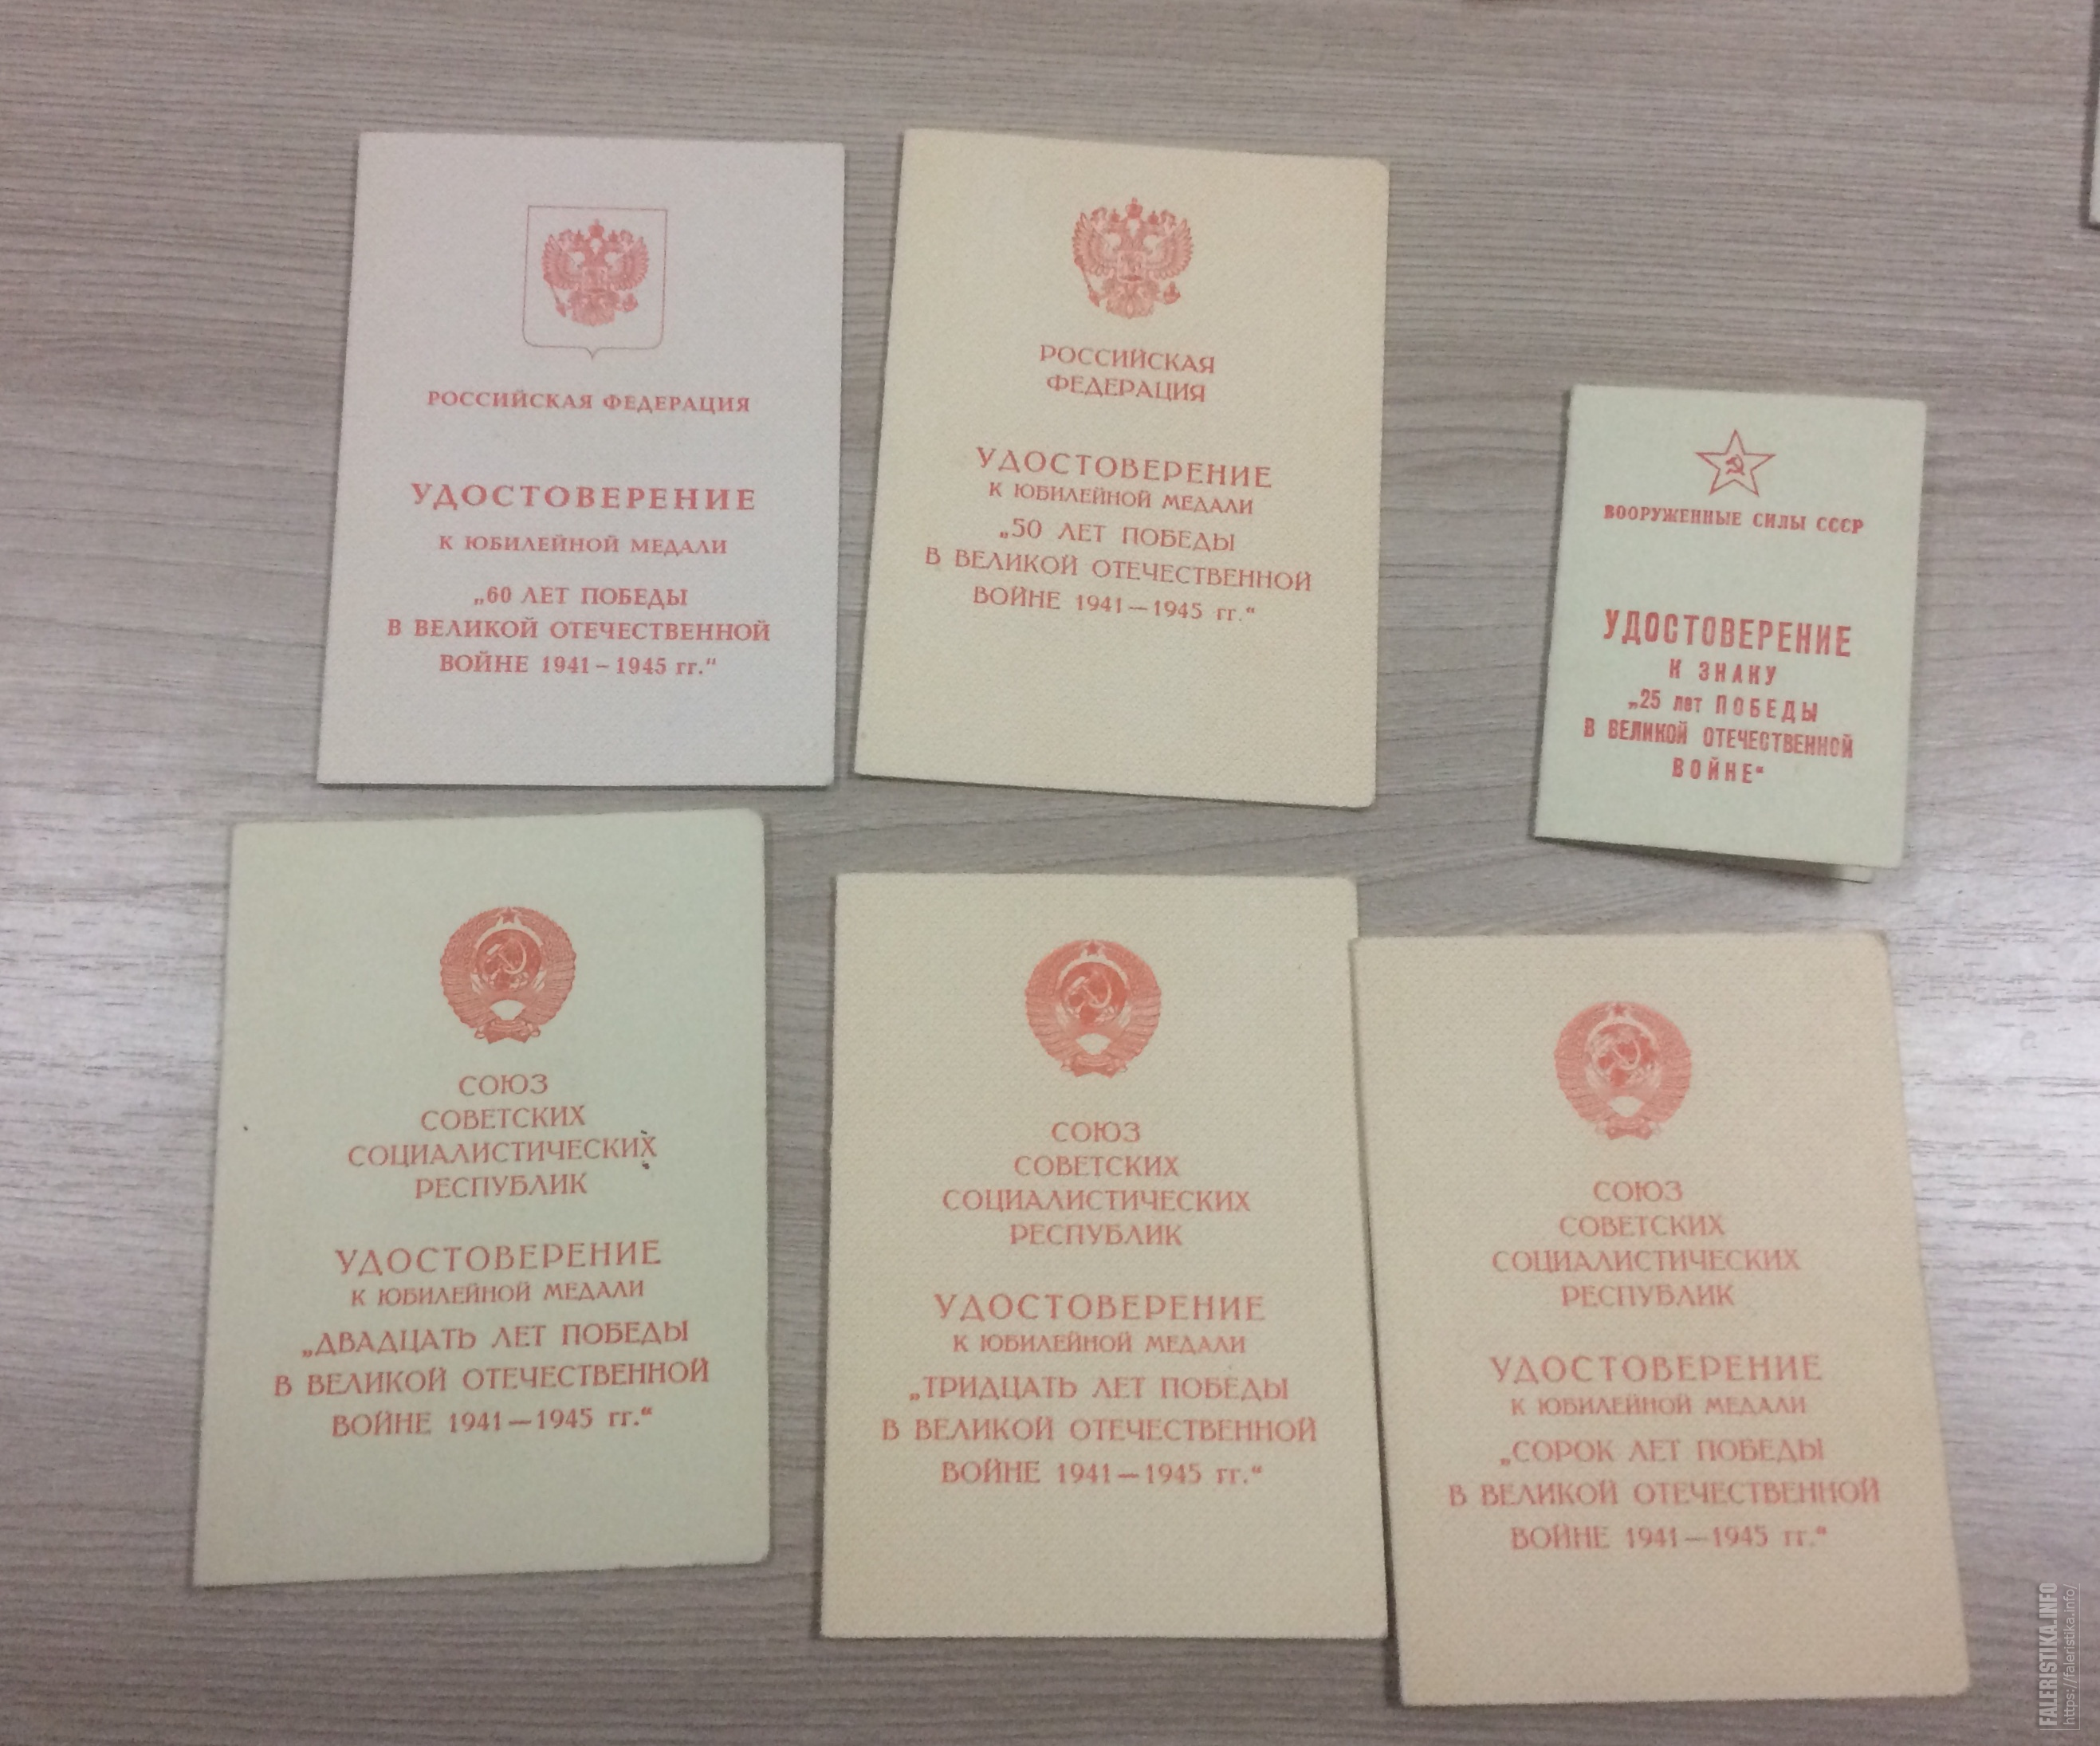 РОССИЙСКАЯ ФЕДЕРАЦИЯ
УДОСТОВЕРЕНИЕ
К ЮБИЛЕЙНОЙ МЕДАЛИ
„60 ЛЕТ ПОБЕДЫ
В ВЕЛИКОЙ ОТЕЧЕСТВЕННОЙ
ВОЙНЕ 1941–1945 гг."
РОССИЙСКАЯ
ФЕДЕРАЦИЯ
УДОСТОВЕРЕНИЕ
К ЮБИЛЕЙНОЙ МЕДАЛИ
„50 ЛЕТ ПОБЕДЫ
В ВЕЛИКОЙ ОТЕЧЕСТВЕННОЙ
ВОЙНЕ 1941—1945 гг.“
ВООРУЖЕННЫЕ СИЛЫ СССР
УДОСТОВЕРЕНИЕ
К ЗНАКУ
„25 лет ПОБЕДЫ
В ВЕЛИКОЙ ОТЕЧЕСТВЕННОЙ
ВОЙНЕ“
СОЮЗ
СОВЕТСКИХ
СОЦИАЛИСТИЧЕСКИХ
РЕСПУБЛИК
УДОСТОВЕРЕНИЕ
К ЮБИЛЕЙНОЙ МЕДАЛИ
„ДВАДЦАТЬ ЛЕТ ПОБЕДЫ
В ВЕЛИКОЙ ОТЕЧЕСТВЕННОЙ
ВОЙНЕ 1941—1945 гг.“
СОЮЗ
СОВЕТСКИХ
СОЦИАЛИСТИЧЕСКИХ
РЕСПУБЛИК
УДОСТОВЕРЕНИЕ
К ЮБИЛЕЙНОЙ МЕДАЛИ
„ТРИДЦАТЬ ЛЕТ ПОБЕДЫ
В ВЕЛИКОЙ ОТЕЧЕСТВЕННОЙ
ВОЙНЕ 1941—1945 гг.“
СОЮЗ
СОВЕТСКИХ
СОЦИАЛИСТИЧЕСКИХ
РЕСПУБЛИК
УДОСТОВЕРЕНИЕ
К ЮБИЛЕЙНОЙ МЕДАЛИ
„СОРОК ЛЕТ ПОБЕДЫ
В ВЕЛИКОЙ ОТЕЧЕСТВЕННОЙ
ВОЙНЕ 1941—1945 гг.“
FALERISTIKA.INFO
https://faleristika.info/